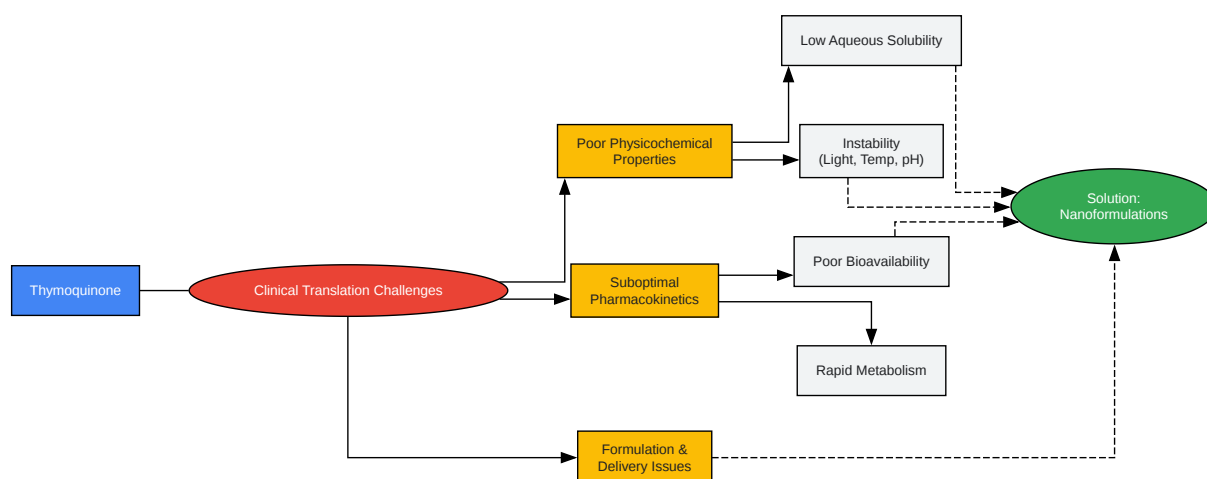 Low Aqueous Solubility
Poor Physicochemical
Properties
Instability
(Light, Temp, pH)
Solution:
Nanoformulations
Poor Bioavailability
Thymoquinone
Clinical Translation Challenges
Suboptimal
Pharmacokinetics
Rapid Metabolism
Formulation &
Delivery Issues